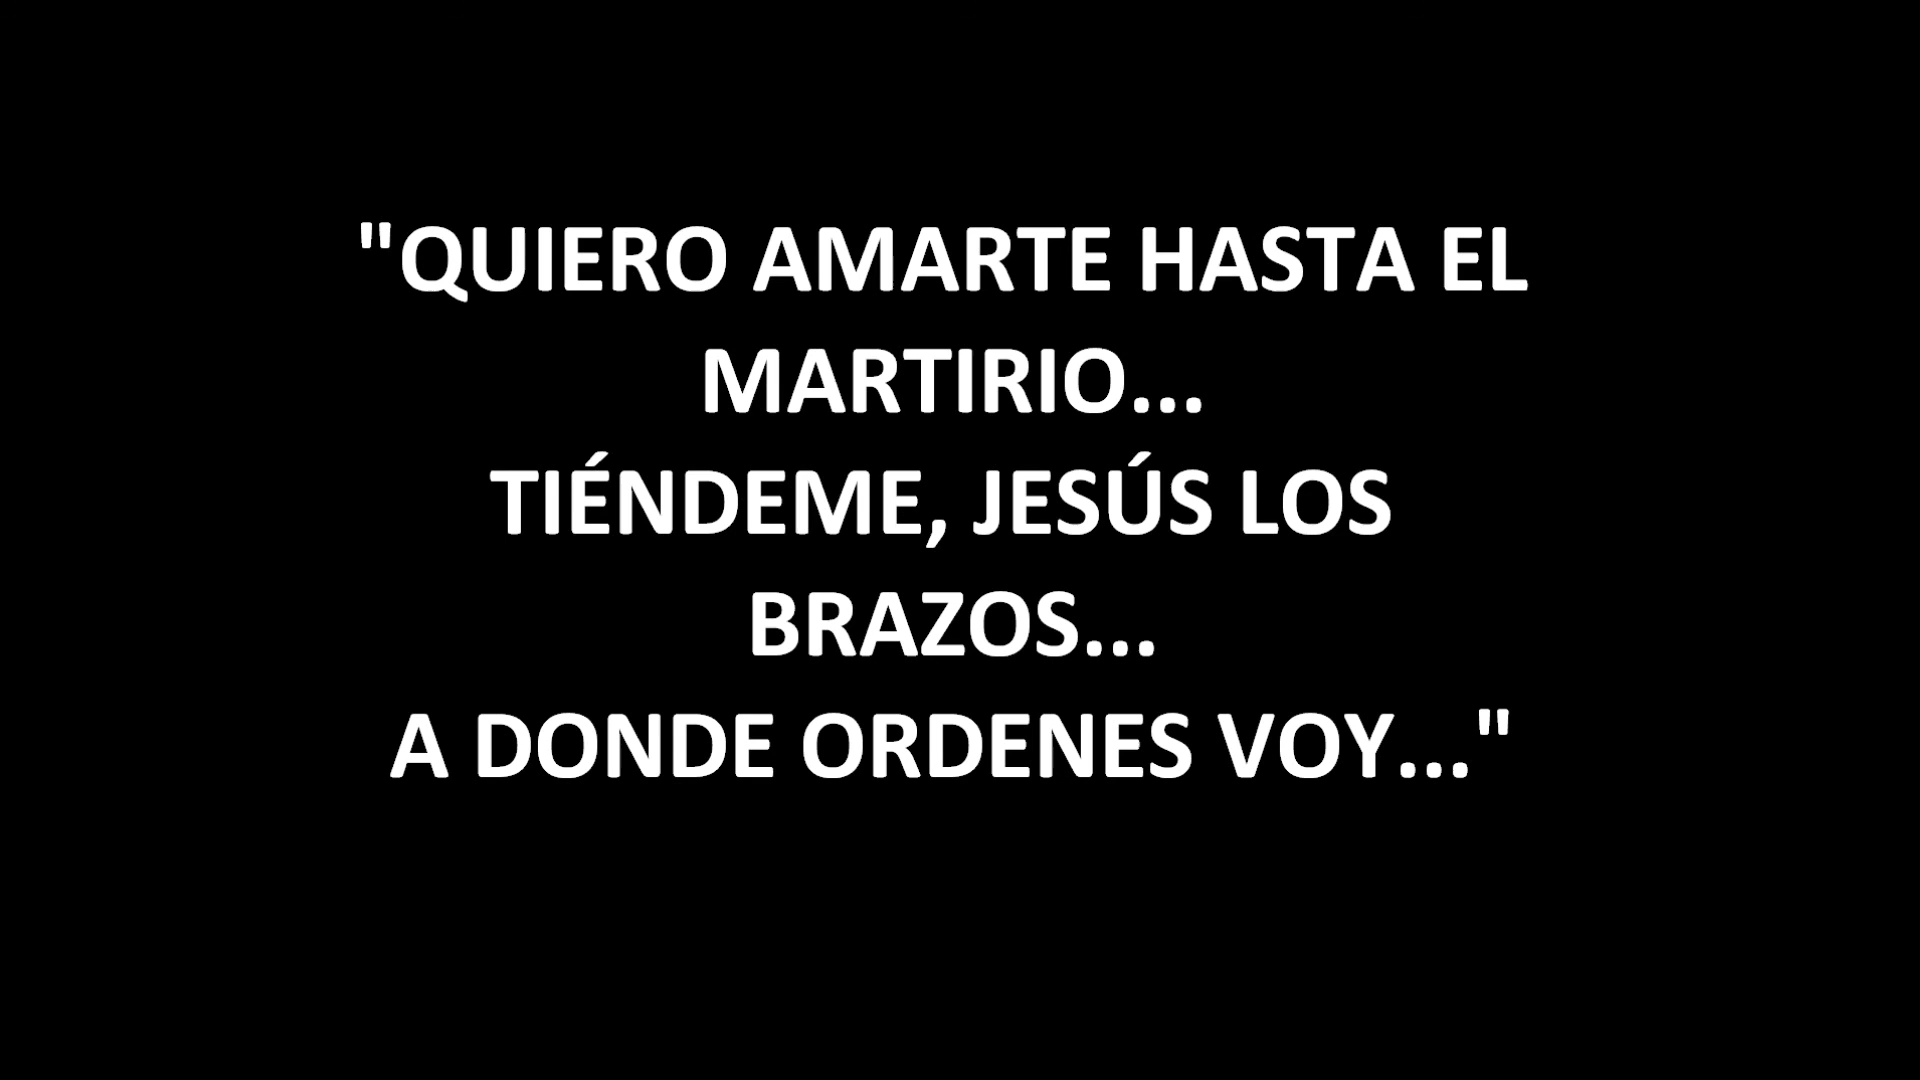 "QUIERO AMARTE HASTA EL
MARTIRIO...
TIÉNDEME, JESÚS LOS
BRAZOS...
A DONDE ORDENES VOY..."